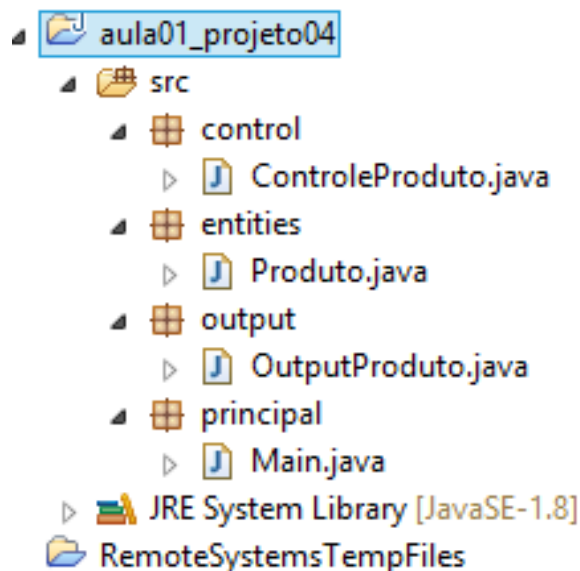 aula01_projeto04
src
control
ControleProduto.java
entities
Produto.java
output
OutputProduto.java
principal
Main.java
JRE System Library [JavaSE-1.8]
RemoteSystemsTempFiles